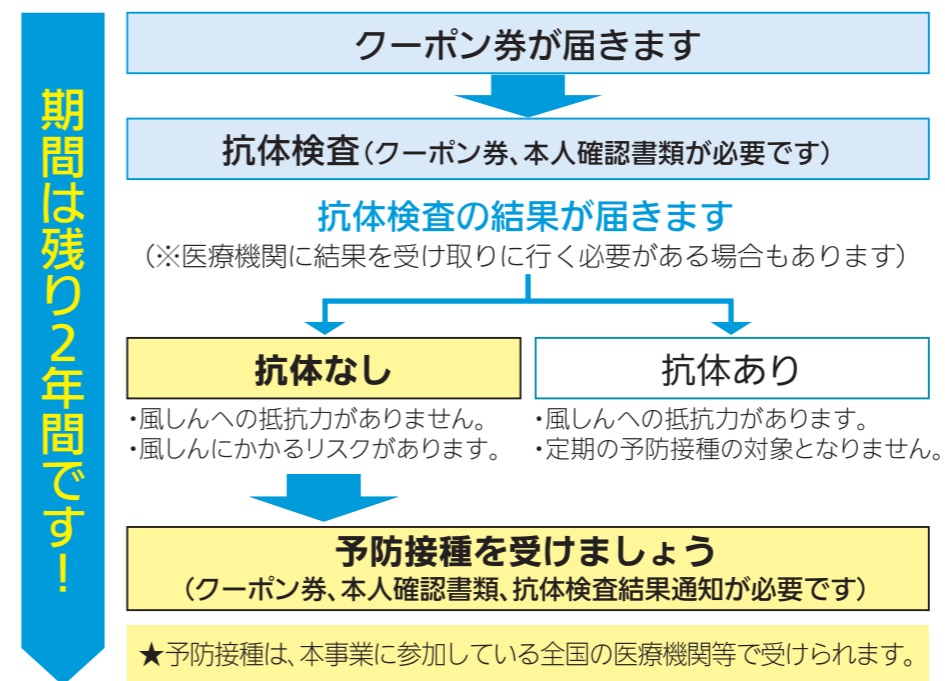 期間は残り2年間です!
クーポン券が届きます
抗体検査(クーポン券、本人確認書類が必要です)
抗体検査の結果が届きます
(※医療機関に結果を受け取りに行く必要がある場合もあります)
抗体なし
・風しんへの抵抗力がありません。
・風しんにかかるリスクがあります。
抗体あり
・風しんへの抵抗力があります。
・定期の予防接種の対象となりません。
予防接種を受けましょう
(クーポン券、本人確認書類、抗体検査結果通知が必要です)
★予防接種は、本事業に参加している全国の医療機関等で受けられます。